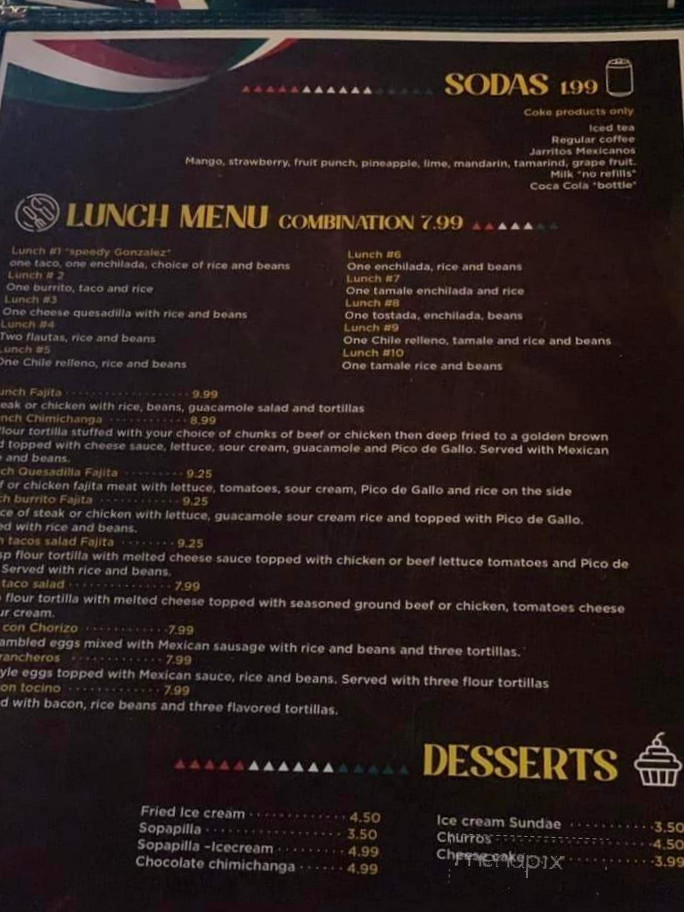 SODAS 1.99
Coke products only
Iced tea
Regular coffee
Jarritos Mexicanos
Mango, strawberry, fruit punch, pineapple, lime, mandarin, tamarind, grape fruit.
Milk "no refills"
Coca Cola "bottle"
LUNCH MENU COMBINATION 7.99
Lunch #1 "speedy Gonzalez"
one taco, one enchilada, choice of rice and beans
Lunch # 2
One burrito, taco and rice
Lunch #3
One cheese quesadilla with rice and beans
Lunch #4
Two flautas, rice and beans
Lunch #5
One Chile relleno, rice and beans
Lunch #6
One enchilada, rice and beans
Lunch #7
One tamale enchilada and rice
Lunch #8
One tostada, enchilada, beans
Lunch #9
One Chile relleno, tamale and rice and beans
Lunch #10
One tamale rice and beans
unch Fajita 9.99
eak or chicken with rice, beans, guacamole salad and tortillas
nch Chimichanga 8.99
flour tortilla stuffed with your choice of chunks of beef or chicken then deep fried to a golden brown
d topped with cheese sauce, lettuce, sour cream, guacamole and Pico de Gallo. Served with Mexican
e and beans.
ch Quesadilla Fajita 9.25
f or chicken fajita meat with lettuce, tomatoes, sour cream, Pico de Gallo and rice on the side
ch burrito Fajita 9.25
ce of steak or chicken with lettuce, guacamole sour cream rice and topped with Pico de Gallo.
ed with rice and beans.
h tacos salad Fajita 9.25
sp flour tortilla with melted cheese sauce topped with chicken or beef lettuce tomatoes and Pico de
Served with rice and beans.
taco salad 7.99
flour tortilla with melted cheese topped with seasoned ground beef or chicken, tomatoes cheese
ur cream.
con Chorizo 7.99
ambled eggs mixed with Mexican sausage with rice and beans and three tortillas.
rancheros 7.99
yle eggs topped with Mexican sauce, rice and beans. Served with three flour tortillas
on tocino 7.99
d with bacon, rice beans and three flavored tortillas.
DESSERTS
Fried Ice cream 4.50
Sopapilla 3.50
Sopapilla -Icecream 4.99
Chocolate chimichanga 4.99
Ice cream Sundae 3.50
Churros 4.50
Cheese cake 3.99
menupix